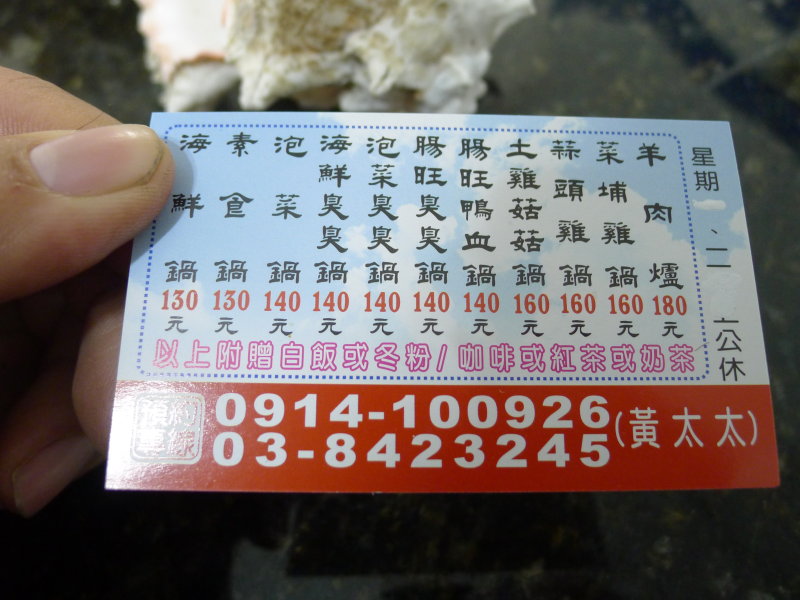 星期一、二公休
羊肉爐180元
菜埔雞鍋160元
蒜頭雞鍋160元
土雞菇菇鍋160元
腸旺鴨血鍋140元
腸旺臭臭鍋140元
泡菜臭臭鍋140元
海鮮臭臭鍋140元
泡菜鍋140元
素食鍋130元
海鮮鍋130元
以上附贈白飯或冬粉/咖啡或紅茶或奶茶
預約專線
0914-100926
03-8423245
(黃太太)